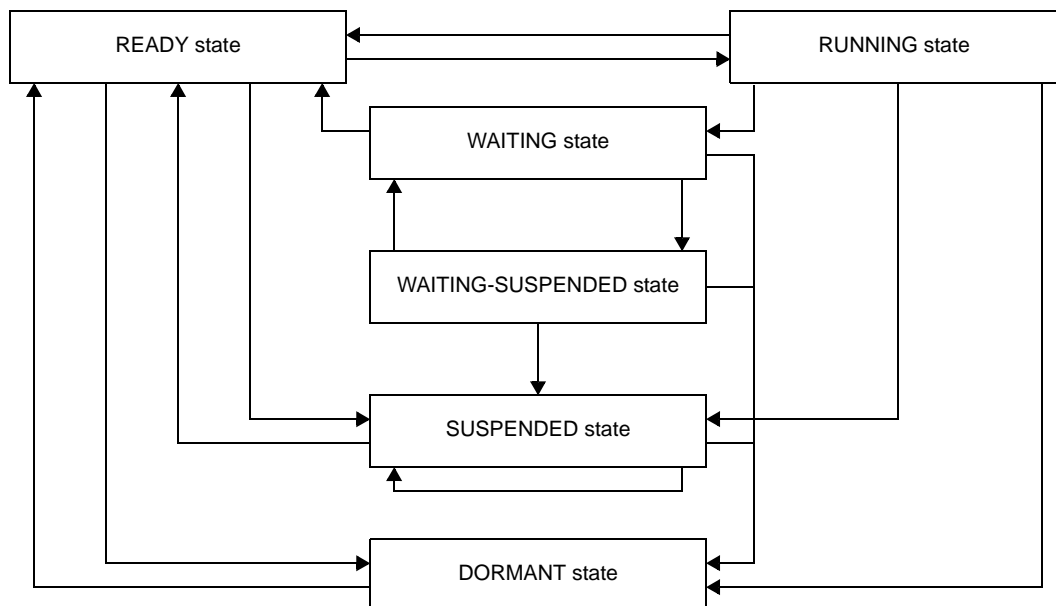 READY state
RUNNING state
WAITING state
WAITING-SUSPENDED state
SUSPENDED state
DORMANT state